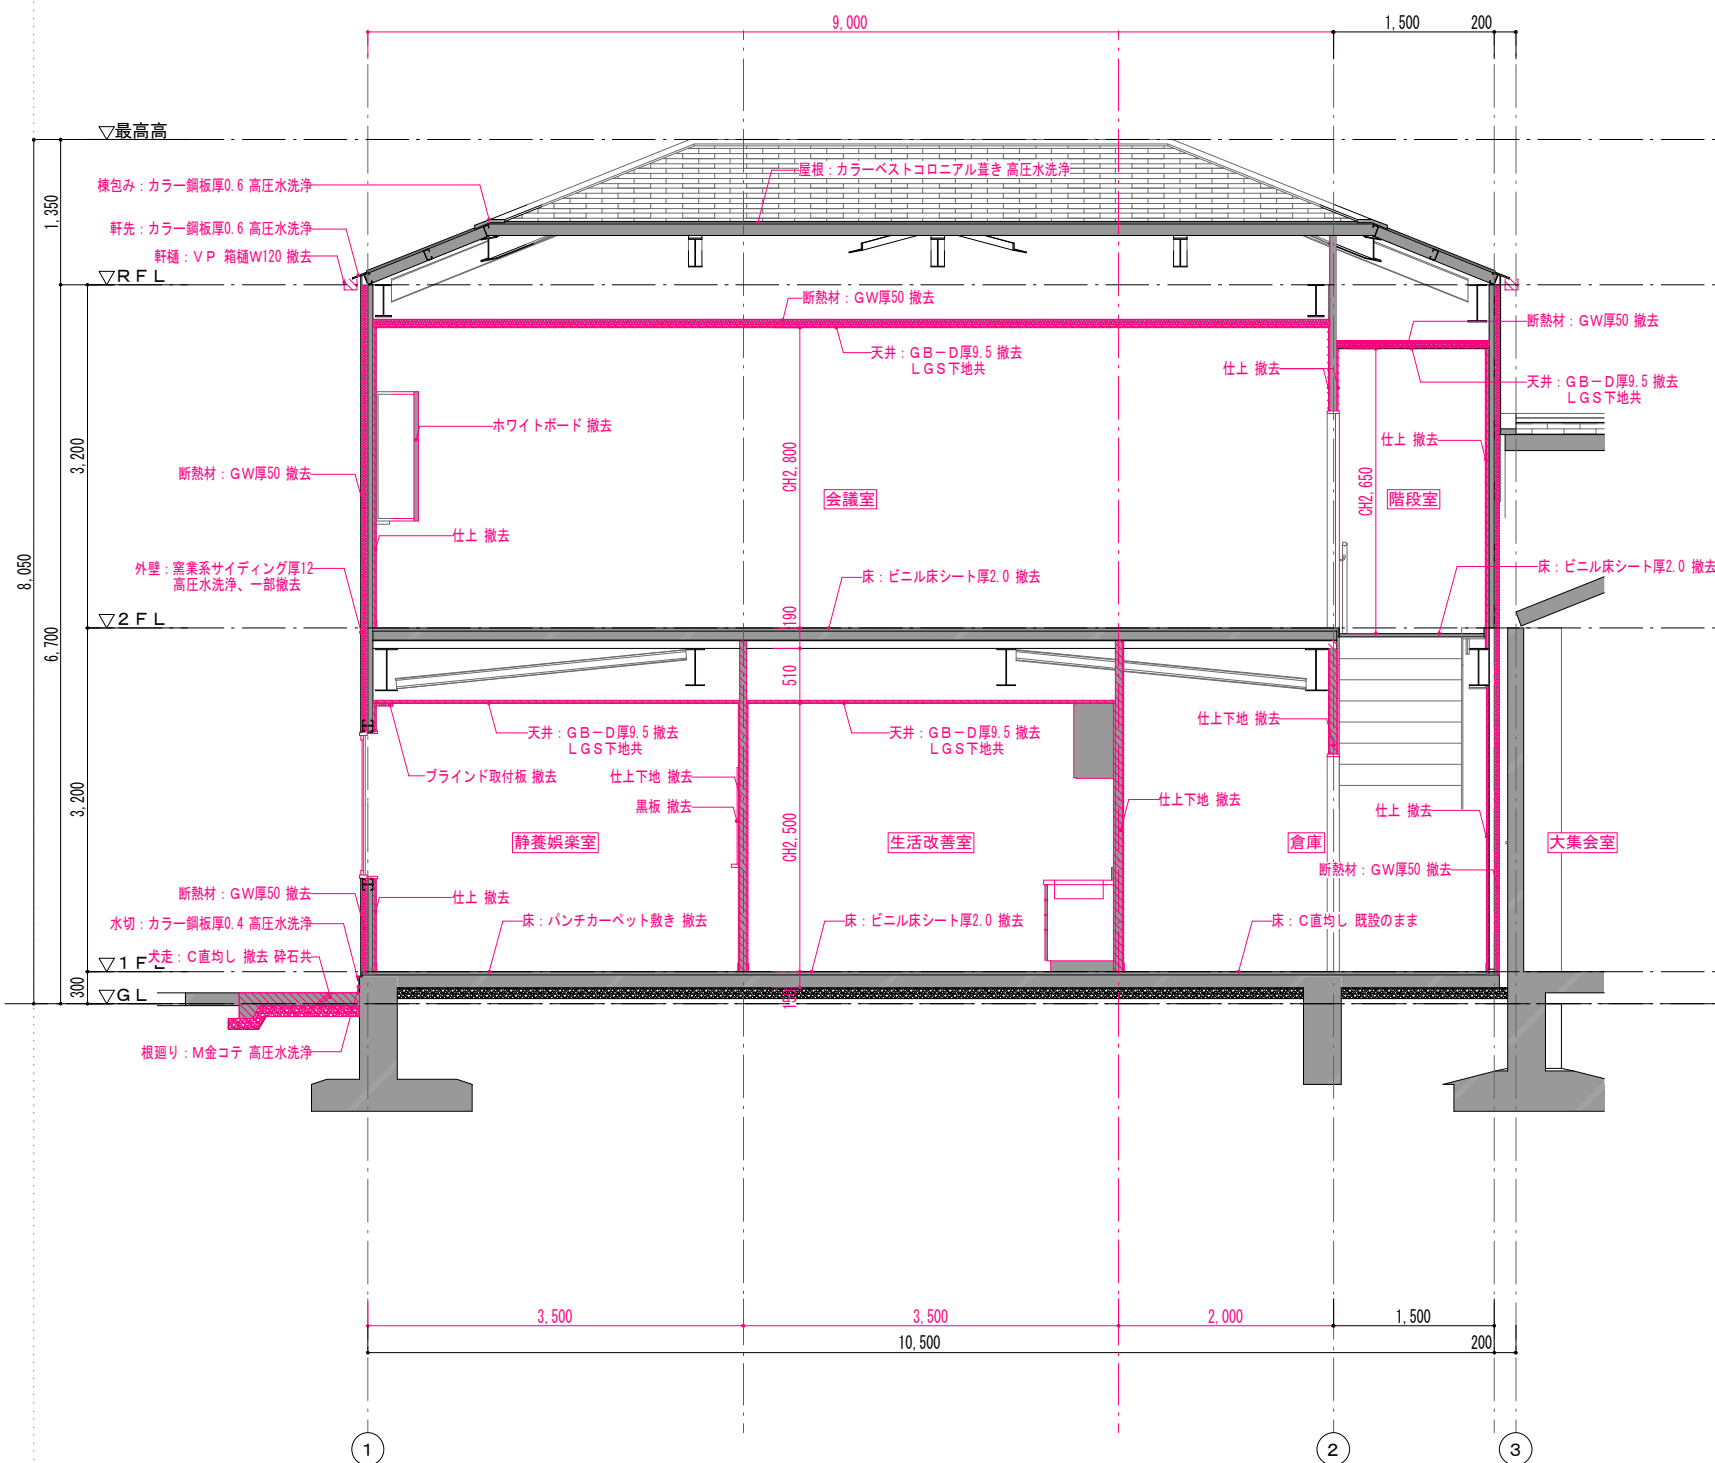 9,000
1,500
200
▽最高高
棟包み：カラー鋼板厚0.6 高圧水洗浄
屋根：カラーベストコロニアル葺き 高圧水洗浄
1,350
軒先：カラー鋼板厚0.6 高圧水洗浄
軒樋：ＶＰ 箱樋W120 撤去
▽ＲＦＬ
断熱材：ＧＷ厚50 撤去
断熱材：ＧＷ厚50 撤去
天井：ＧＢ－Ｄ厚9.5 撤去
ＬＧＳ下地共
仕上 撤去
天井：ＧＢ－Ｄ厚9.5 撤去
ＬＧＳ下地共
ホワイトボード 撤去
仕上 撤去
3,200
CH2,800
CH2,650
断熱材：ＧＷ厚50 撤去
会議室
階段室
仕上 撤去
8,050
外壁：窯業系サイディング厚12
高圧水洗浄、一部撤去
床：ビニル床シート厚2.0 撤去
床：ビニル床シート厚2.0 撤去
▽２ＦＬ
190
6,700
510
天井：ＧＢ－Ｄ厚9.5 撤去
ＬＧＳ下地共
天井：ＧＢ－Ｄ厚9.5 撤去
ＬＧＳ下地共
仕上下地 撤去
ブラインド取付板 撤去
仕上下地 撤去
黒板 撤去
仕上下地 撤去
仕上 撤去
3,200
CH2,500
静養娯楽室
生活改善室
倉庫
大集会室
断熱材：ＧＷ厚50 撤去
断熱材：ＧＷ厚50 撤去
仕上 撤去
水切：カラー鋼板厚0.4 高圧水洗浄
床：パンチカーペット敷き 撤去
床：ビニル床シート厚2.0 撤去
床：Ｃ直均し 既設のまま
犬走：Ｃ直均し 撤去 砕石共
▽１ＦＬ
300
▽ＧＬ
150
根廻り：Ｍ金コテ 高圧水洗浄
3,500
3,500
2,000
1,500
10,500
200
1
2
3